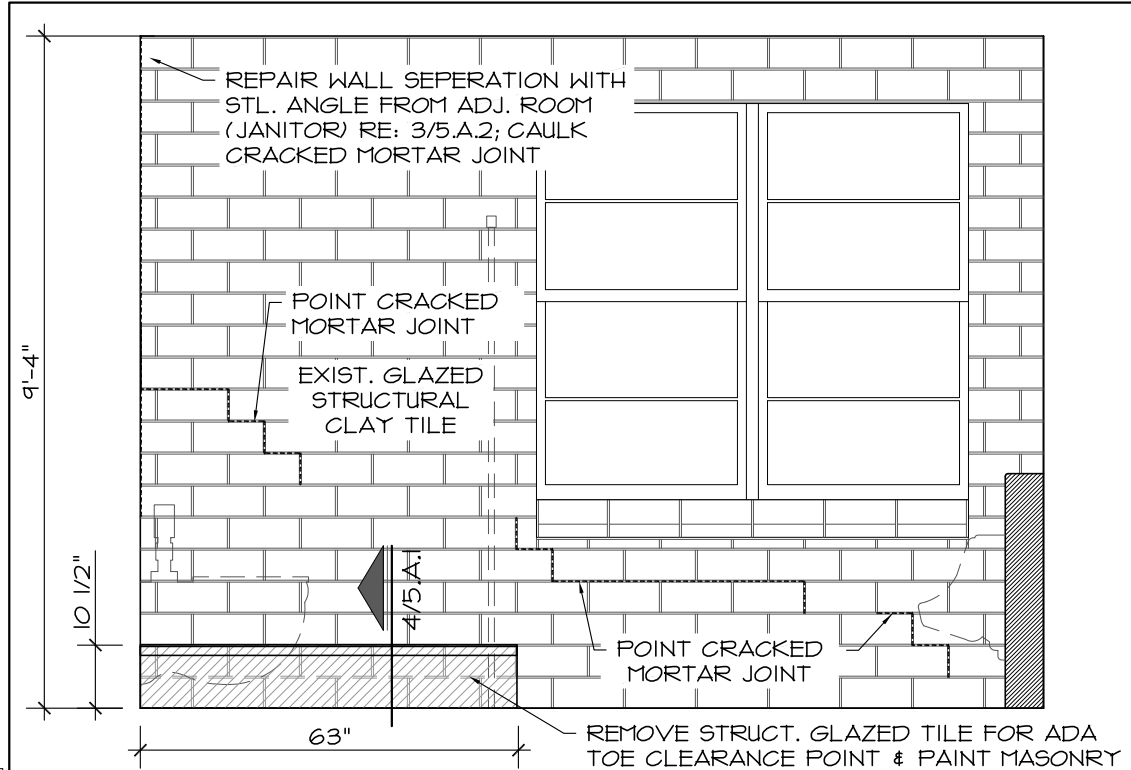 REPAIR WALL SEPERATION WITH
STL. ANGLE FROM ADJ. ROOM
(JANITOR) RE: 3/5.A.2; CAULK
CRACKED MORTAR JOINT
POINT CRACKED
MORTAR JOINT
EXIST. GLAZED
STRUCTURAL
CLAY TILE
9'-4"
10 1/2"
4/5.A.1
POINT CRACKED
MORTAR JOINT
63"
REMOVE STRUCT. GLAZED TILE FOR ADA
TOE CLEARANCE POINT & PAINT MASONRY